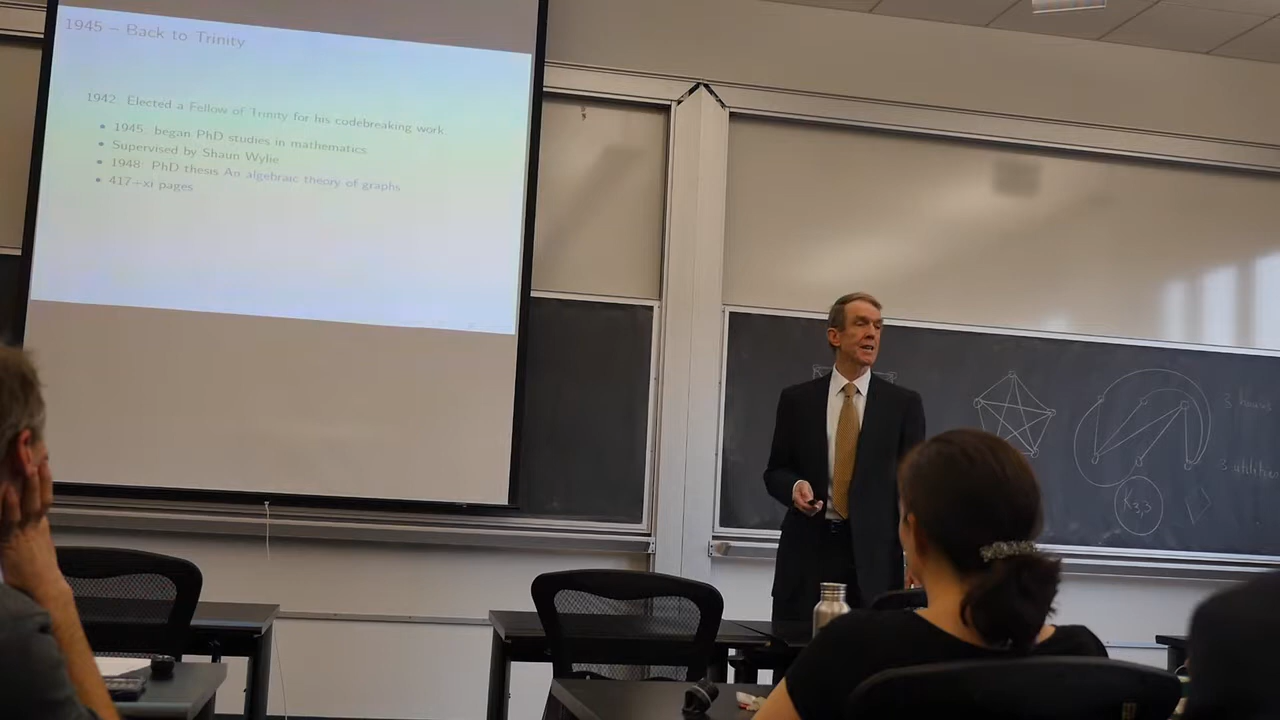 1945 – Back to Trinity
1942: Elected a Fellow of Trinity for his codebreaking work
• 1945: began PhD studies in mathematics
• Supervised by Shaun Wylie
• 1948: PhD thesis An algebraic theory of graphs
• 417+xi pages
3 houses
3 utilities
K3,3